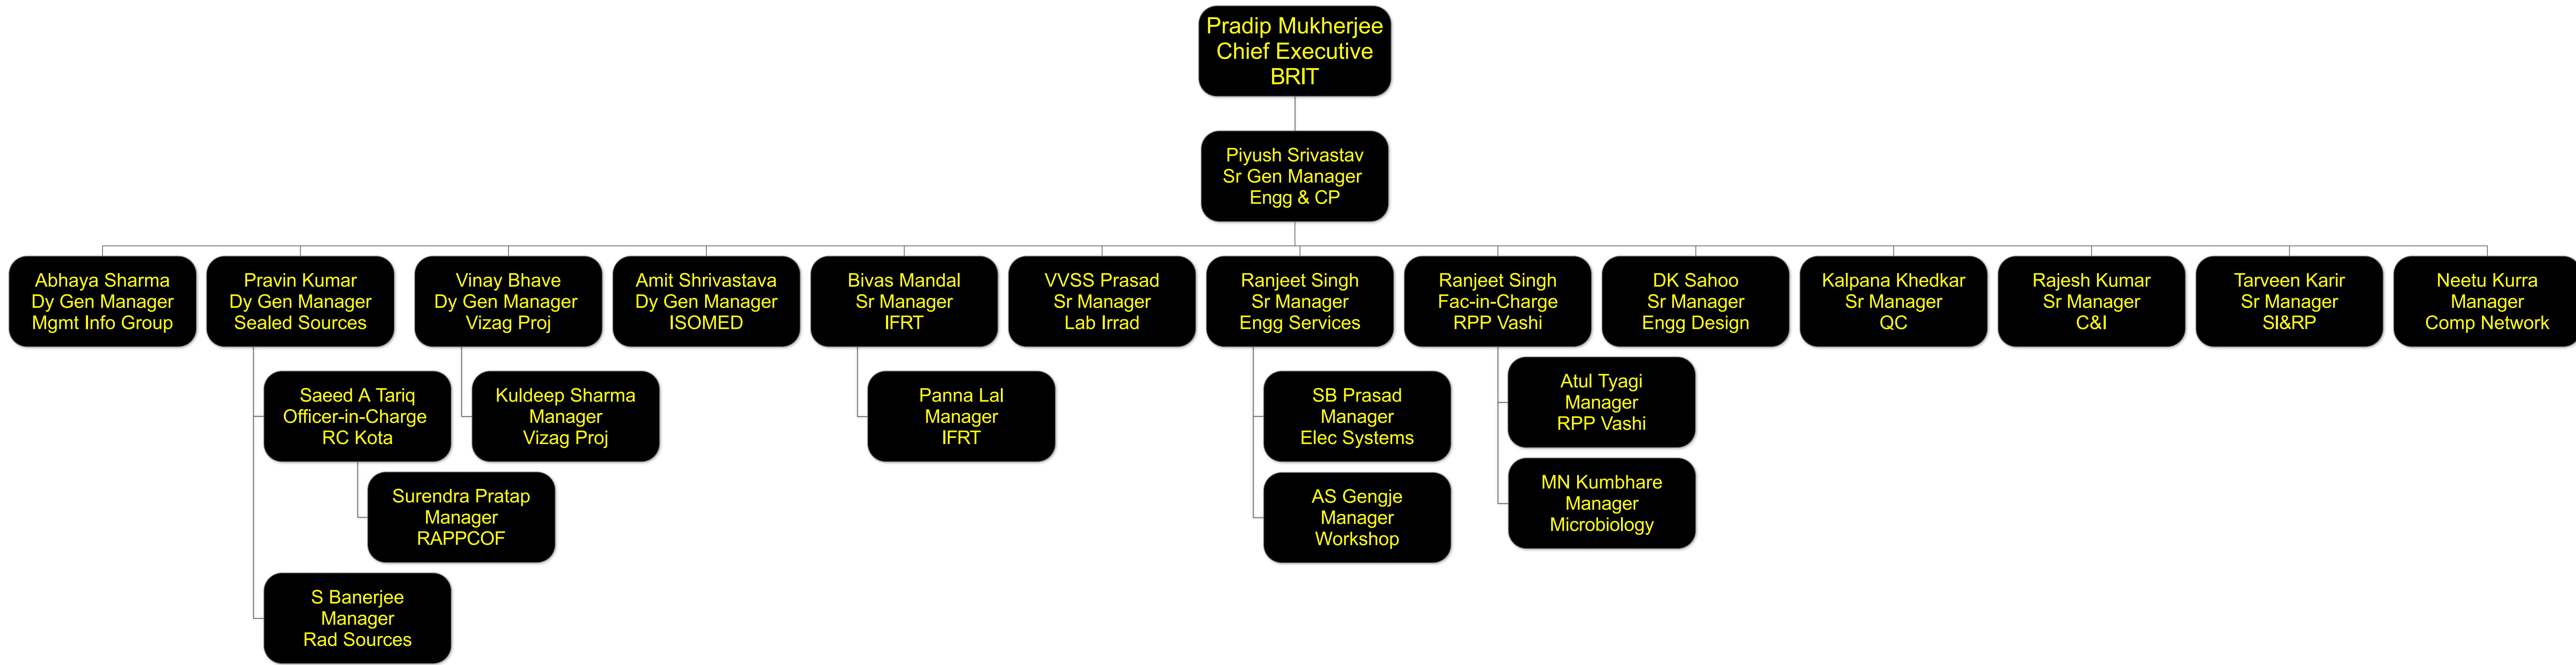 Pradip Mukherjee
Chief Executive
BRIT
Piyush Srivastav
Sr Gen Manager
Engg & CP
Abhaya Sharma
Dy Gen Manager
Mgmt Info Group
Pravin Kumar
Dy Gen Manager
Sealed Sources
Vinay Bhave
Dy Gen Manager
Vizag Proj
Amit Shrivastava
Dy Gen Manager
ISOMED
Bivas Mandal
Sr Manager
IFRT
VVSS Prasad
Sr Manager
Lab Irrad
Ranjeet Singh
Sr Manager
Engg Services
Ranjeet Singh
Fac-in-Charge
RPP Vashi
DK Sahoo
Sr Manager
Engg Design
Kalpana Khedkar
Sr Manager
QC
Rajesh Kumar
Sr Manager
C&I
Tarveen Karir
Sr Manager
SI&RP
Neetu Kurra
Manager
Comp Network
Saeed A Tariq
Officer-in-Charge
RC Kota
Kuldeep Sharma
Manager
Vizag Proj
Panna Lal
Manager
IFRT
SB Prasad
Manager
Elec Systems
Atul Tyagi
Manager
RPP Vashi
Surendra Pratap
Manager
RAPPCOF
AS Gengje
Manager
Workshop
MN Kumbhare
Manager
Microbiology
S Banerjee
Manager
Rad Sources